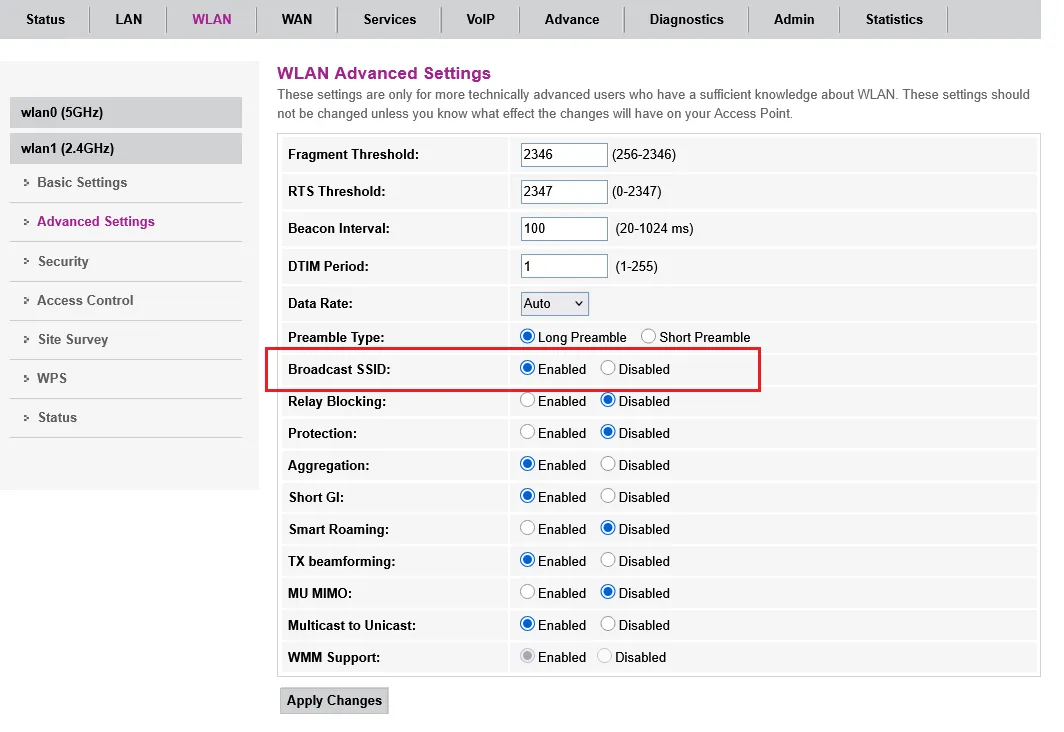 Status LAN WLAN WAN Services VoIP Advance Diagnostics Admin Statistics
wlan0 (5GHz)
wlan1 (2.4GHz)
Basic Settings
Advanced Settings
Security
Access Control
Site Survey
WPS
Status
WLAN Advanced Settings
These settings are only for more technically advanced users who have a sufficient knowledge about WLAN. These settings should
not be changed unless you know what effect the changes will have on your Access Point.
Fragment Threshold: 2346 (256-2346)
RTS Threshold: 2347 (0-2347)
Beacon Interval: 100 (20-1024 ms)
DTIM Period: 1 (1-255)
Data Rate: Auto
Preamble Type: Long Preamble Short Preamble
Broadcast SSID: Enabled Disabled
Relay Blocking: Enabled Disabled
Protection: Enabled Disabled
Aggregation: Enabled Disabled
Short GI: Enabled Disabled
Smart Roaming: Enabled Disabled
TX beamforming: Enabled Disabled
MU MIMO: Enabled Disabled
Multicast to Unicast: Enabled Disabled
WMM Support: Enabled Disabled
Apply Changes